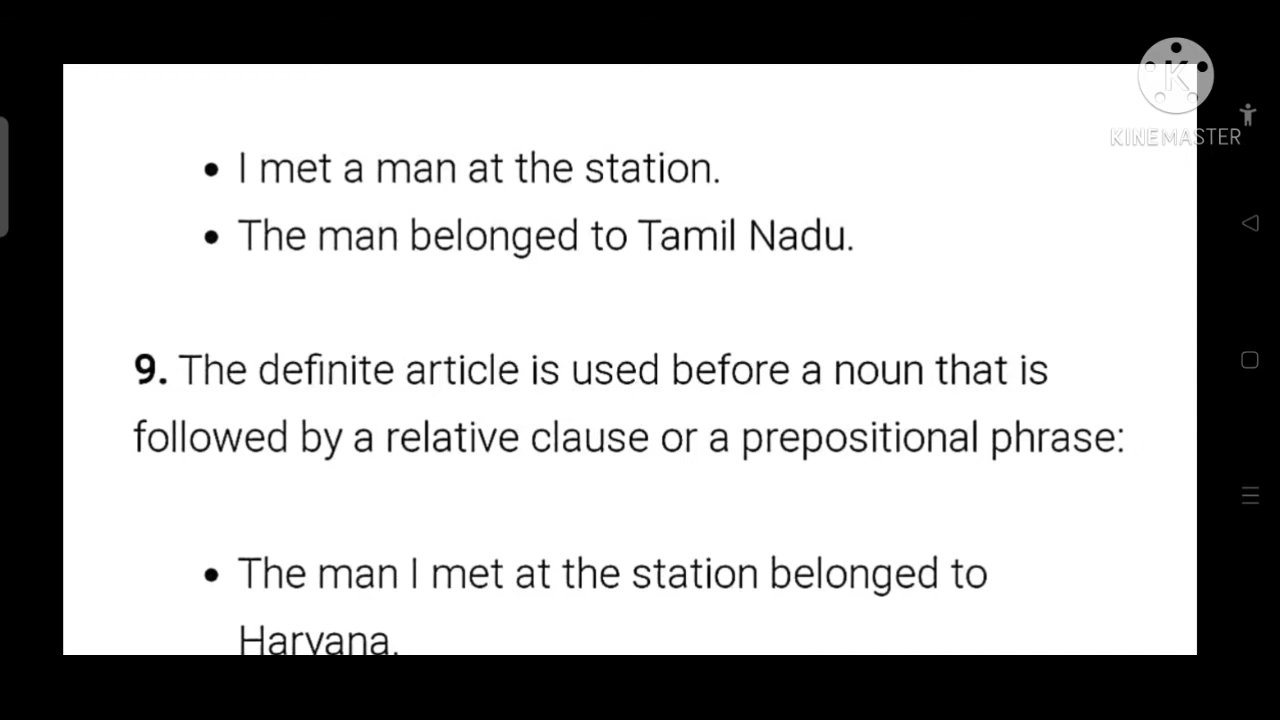 K
KINEMASTER
• I met a man at the station.
• The man belonged to Tamil Nadu.
9. The definite article is used before a noun that is
followed by a relative clause or a prepositional phrase:
• The man I met at the station belonged to
Haryana.